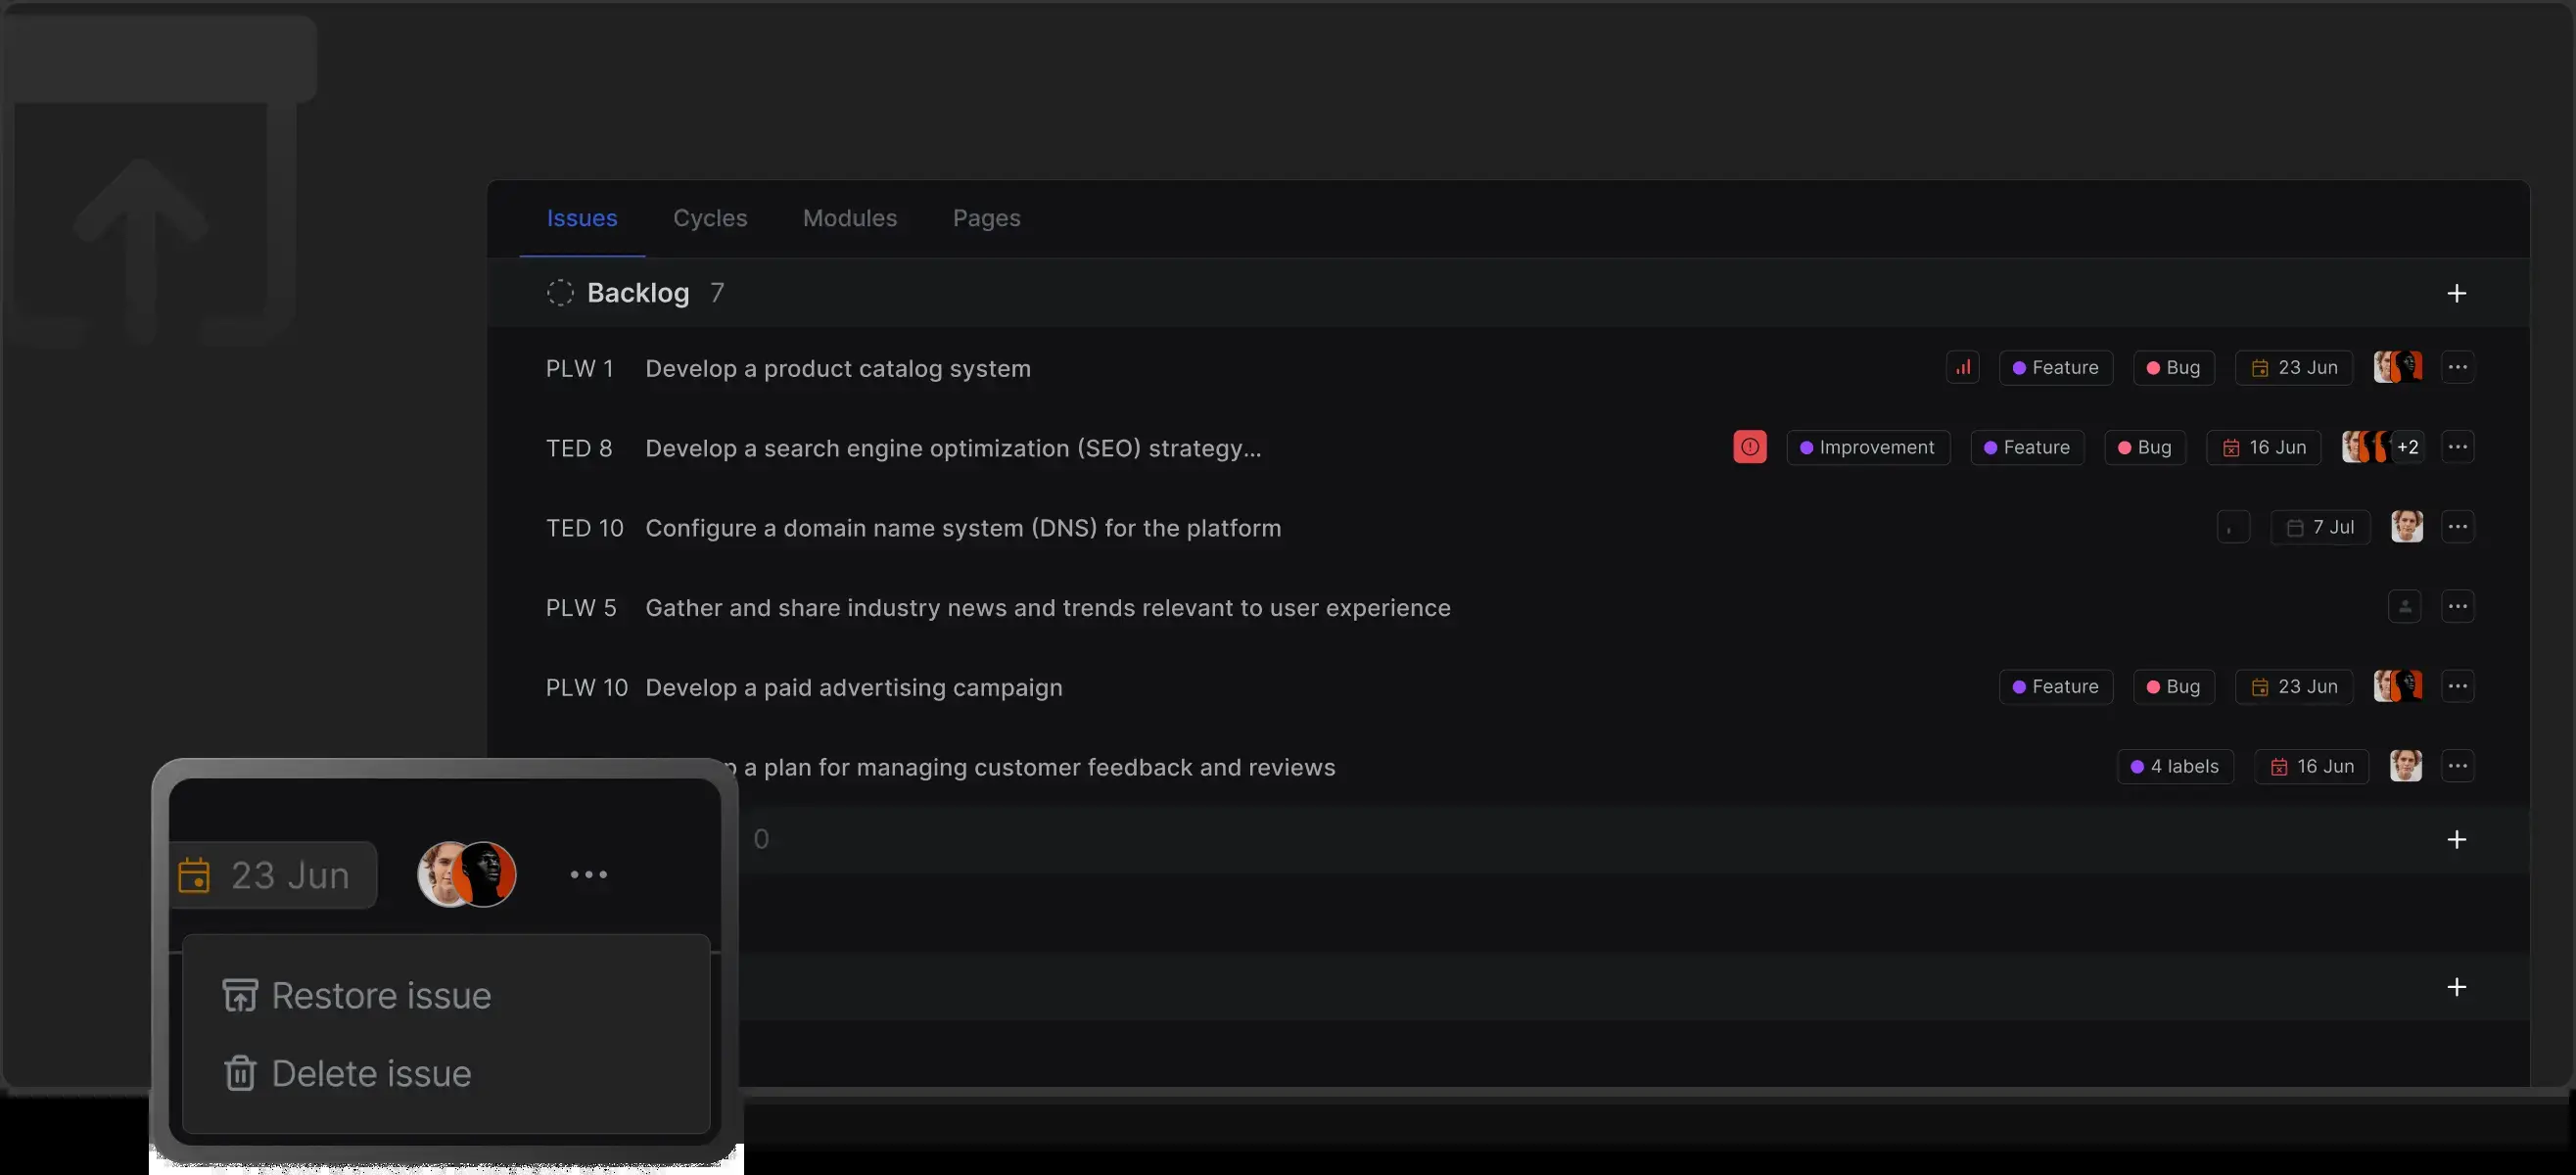 Issues Cycles Modules Pages
Backlog 7
PLW 1 Develop a product catalog system Feature Bug 23 Jun
TED 8 Develop a search engine optimization (SEO) strategy... Improvement Feature Bug 16 Jun +2
TED 10 Configure a domain name system (DNS) for the platform 7 Jul
PLW 5 Gather and share industry news and trends relevant to user experience
PLW 10 Develop a paid advertising campaign Feature Bug 23 Jun
a plan for managing customer feedback and reviews 4 labels 16 Jun
0
23 Jun
Restore issue
Delete issue